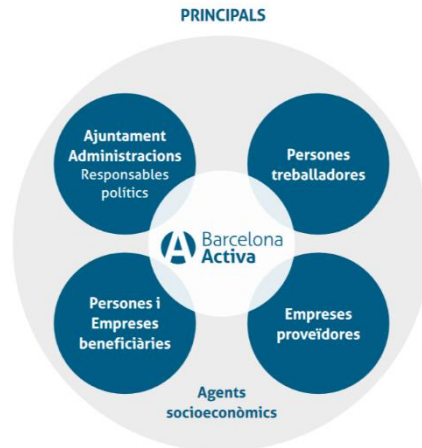 PRINCIPALS
Ajuntament
Administracions
Responsables
polítics
Persones
treballadores
Barcelona
Activa
Persones i
Empreses
beneficiàries
Empreses
proveïdores
Agents
socioeconòmics